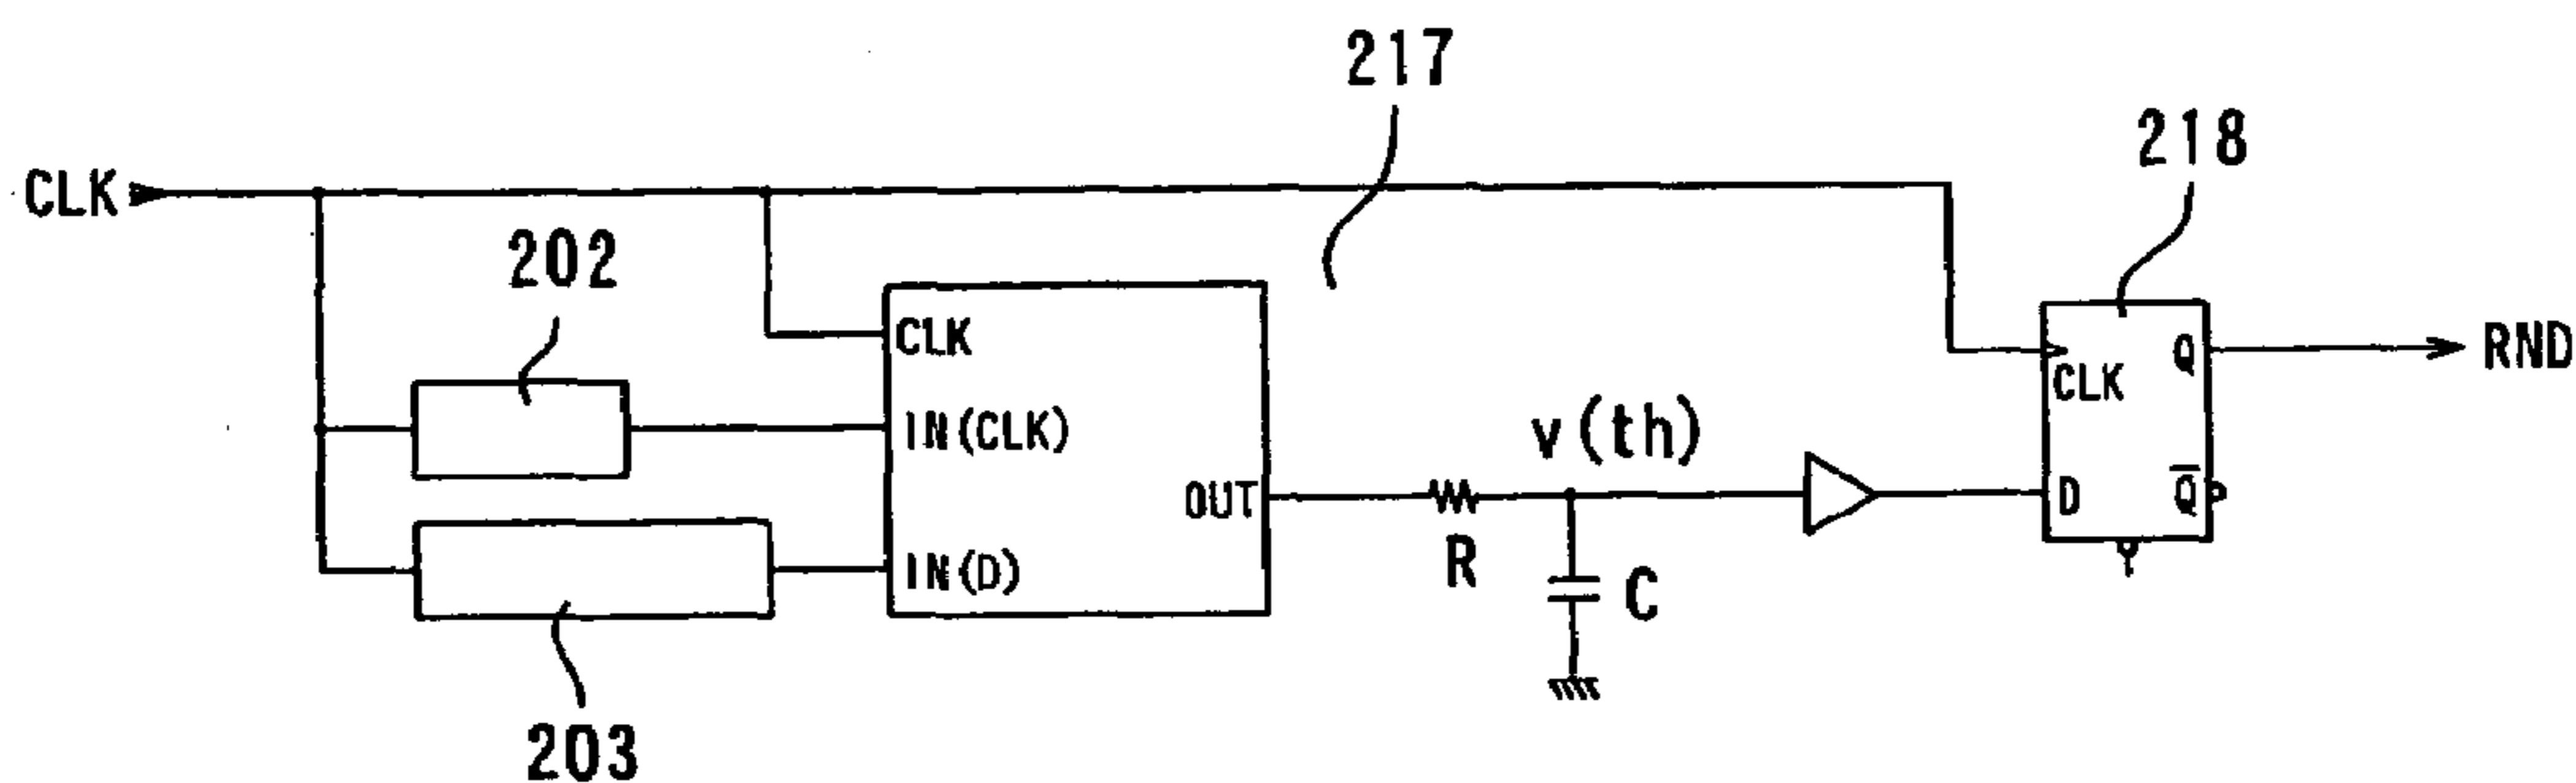 217
218
CLK
202
CLK
Q
RND
CLK
IN(CLK)
v(th)
OUT
D
Q̅
R
IN(D)
C
203